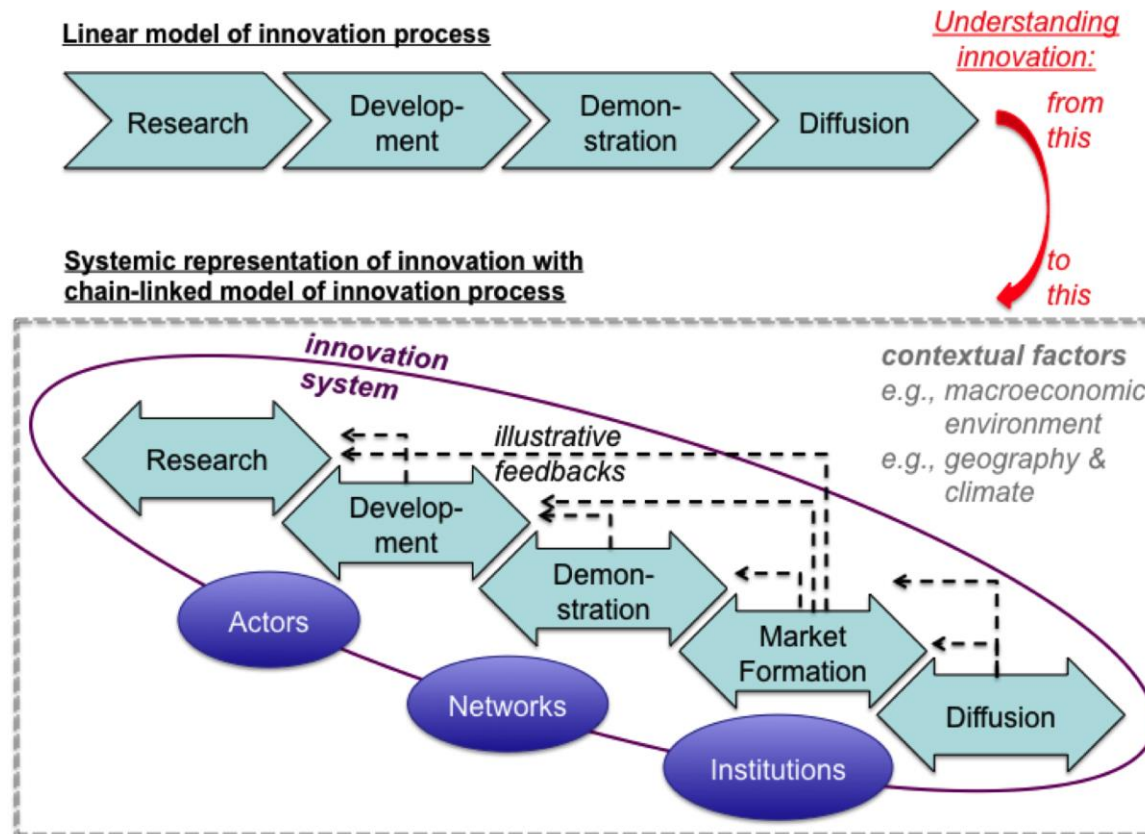 Linear model of innovation process
Understanding
innovation:
from
this
Research
Develop-
ment
Demon-
stration
Diffusion
to
this
Systemic representation of innovation with
chain-linked model of innovation process
innovation
system
contextual factors
e.g., macroeconomic
environment
e.g., geography &
climate
illustrative
feedbacks
Research
Develop-
ment
Demon-
stration
Market
Formation
Diffusion
Actors
Networks
Institutions